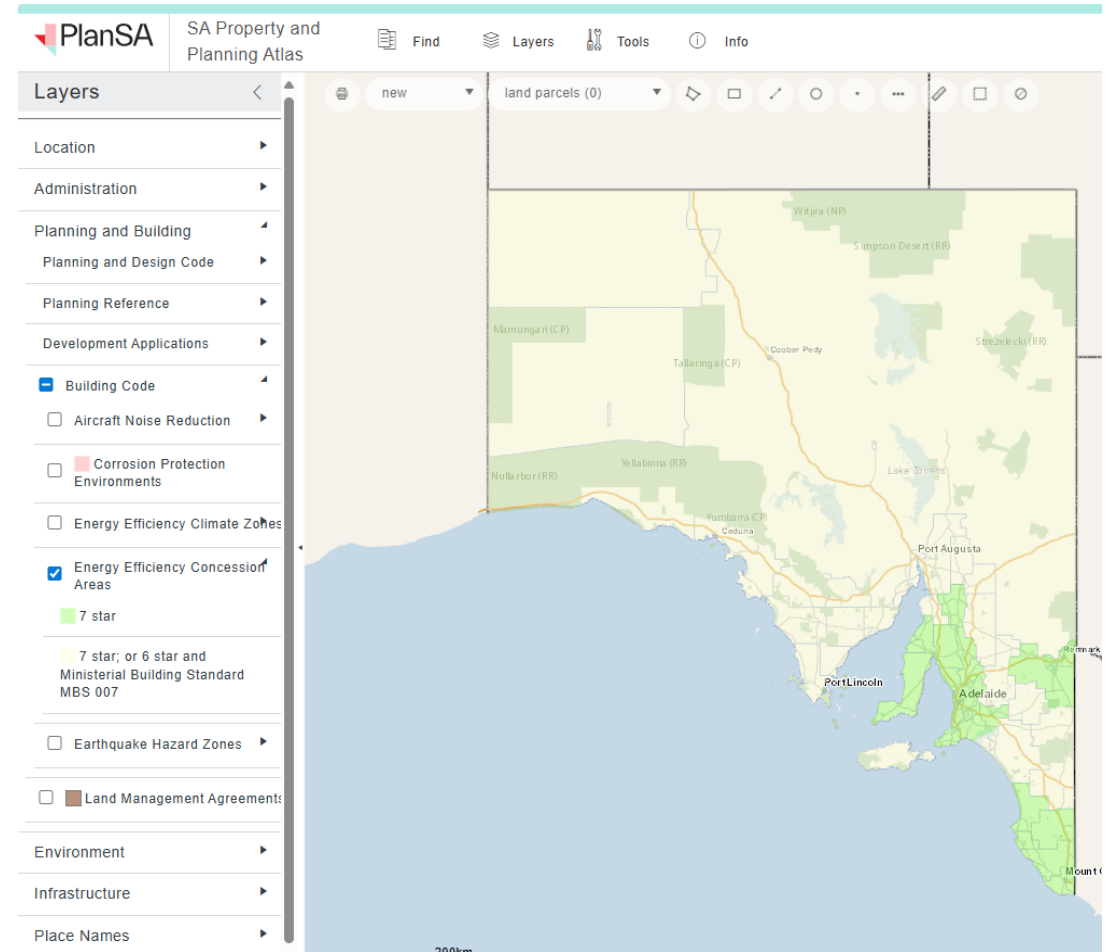 PlanSA
SA Property and
Planning Atlas
Find
Layers
Tools
Info
Layers
new
land parcels (0)
Location
Administration
Planning and Building
Planning and Design Code
Planning Reference
Development Applications
Building Code
Aircraft Noise Reduction
Corrosion Protection
Environments
Energy Efficiency Climate Zones
Energy Efficiency Concession
Areas
7 star
7 star; or 6 star and
Ministerial Building Standard
MBS 007
Earthquake Hazard Zones
Land Management Agreements
Environment
Infrastructure
Place Names
Witjira (NP)
Simpson Desert (RR)
Mamungari (CP)
Coober Pedy
Strzelecki (RR)
Tallaringa (CP)
Yellabinna (RR)
Nullarbor (RR)
Lake Torrens
Yumbarra (CP)
Ceduna
Port Augusta
Renmark
Port Lincoln
Adelaide
Mount G
200km